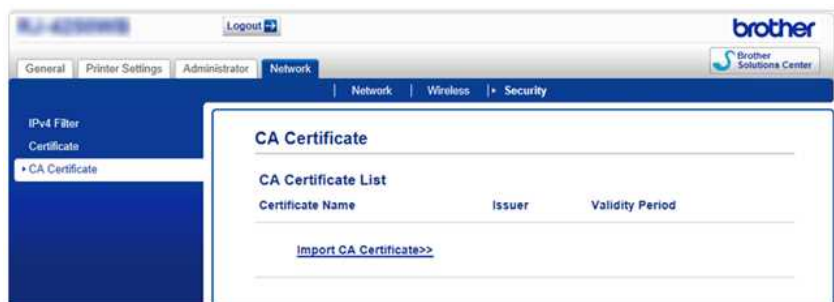 Logout
brother
General Printer Settings Administrator Network
Brother
Solutions Center
Network | Wireless | Security
IPv4 Filter
Certificate
CA Certificate
CA Certificate
CA Certificate List
Certificate Name Issuer Validity Period
Import CA Certificate>>